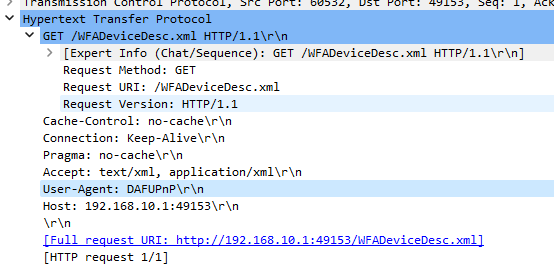 Transmission Control Protocol, Src Port: 60532, Dst Port: 49153, Seq: 1, Ack
Hypertext Transfer Protocol
GET /WFADeviceDesc.xml HTTP/1.1\r\n
[Expert Info (Chat/Sequence): GET /WFADeviceDesc.xml HTTP/1.1\r\n]
Request Method: GET
Request URI: /WFADeviceDesc.xml
Request Version: HTTP/1.1
Cache-Control: no-cache\r\n
Connection: Keep-Alive\r\n
Pragma: no-cache\r\n
Accept: text/xml, application/xml\r\n
User-Agent: DAFUPnP\r\n
Host: 192.168.10.1:49153\r\n
\r\n
[Full request URI: http://192.168.10.1:49153/WFADeviceDesc.xml]
[HTTP request 1/1]